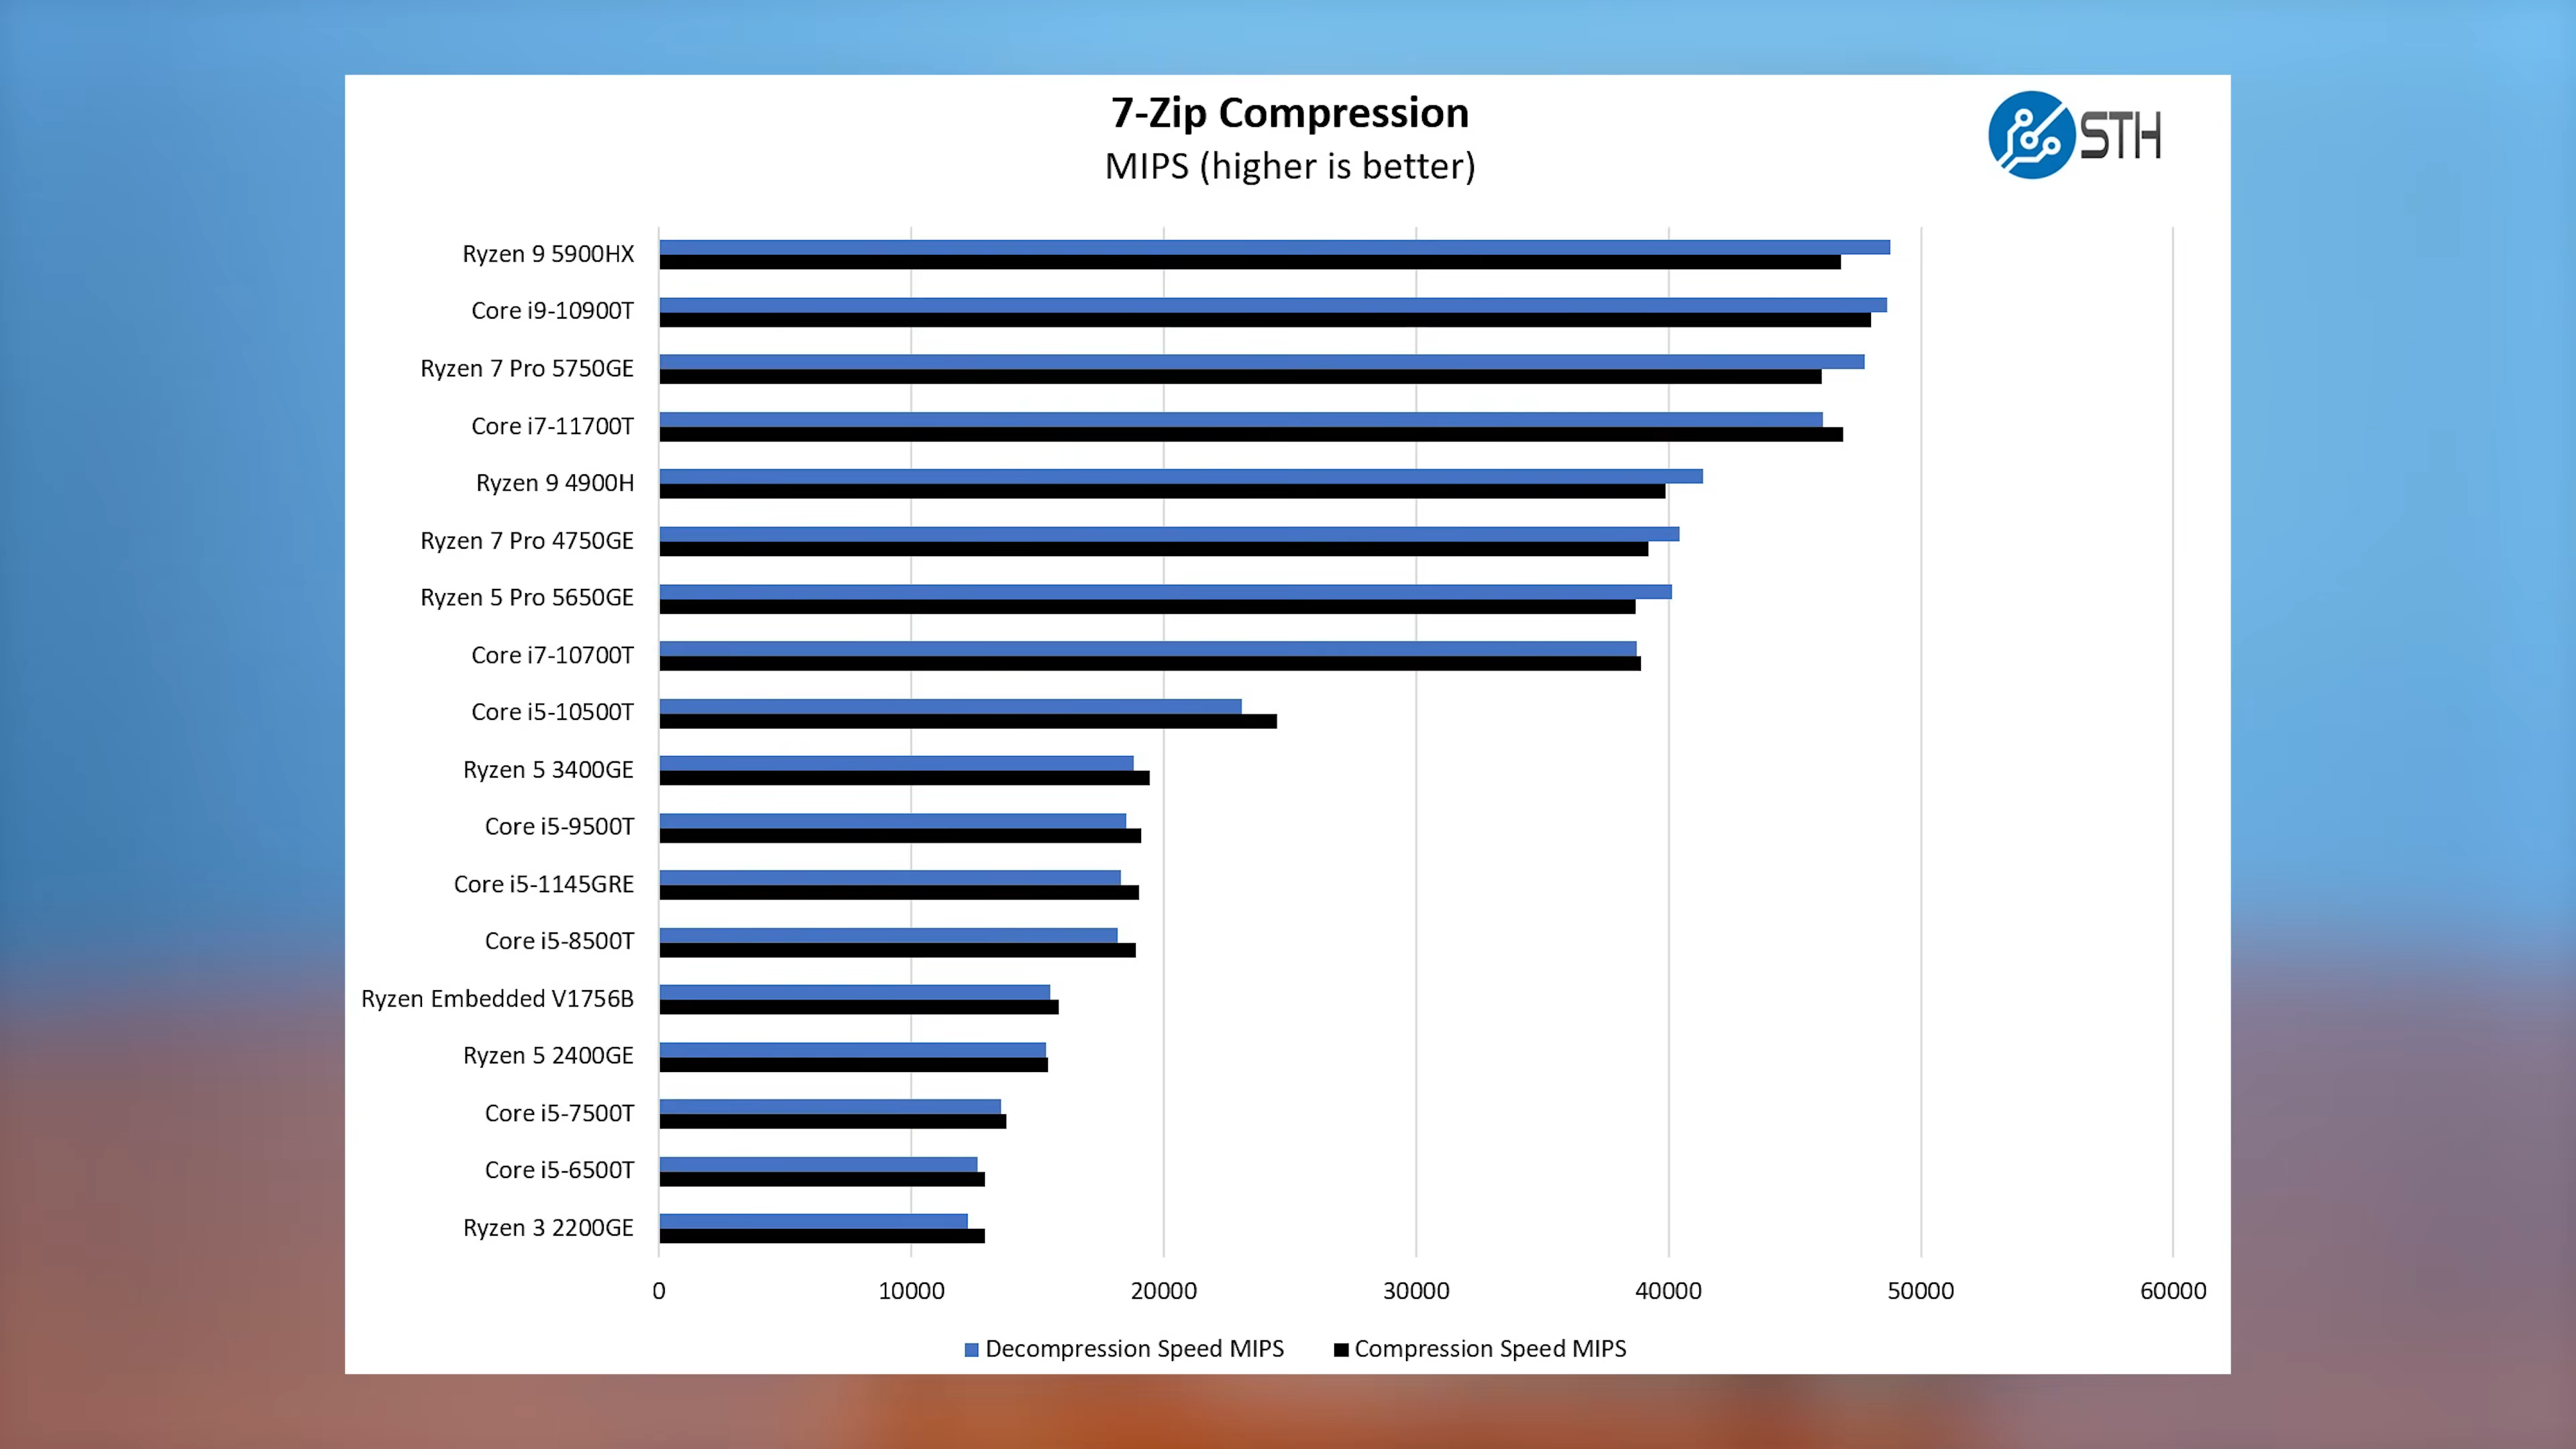 7-Zip Compression
MIPS (higher is better)
STH
Ryzen 9 5900HX
Core i9-10900T
Ryzen 7 Pro 5750GE
Core i7-11700T
Ryzen 9 4900H
Ryzen 7 Pro 4750GE
Ryzen 5 Pro 5650GE
Core i7-10700T
Core i5-10500T
Ryzen 5 3400GE
Core i5-9500T
Core i5-1145GRE
Core i5-8500T
Ryzen Embedded V1756B
Ryzen 5 2400GE
Core i5-7500T
Core i5-6500T
Ryzen 3 2200GE
0 10000 20000 30000 40000 50000 60000
Decompression Speed MIPS Compression Speed MIPS